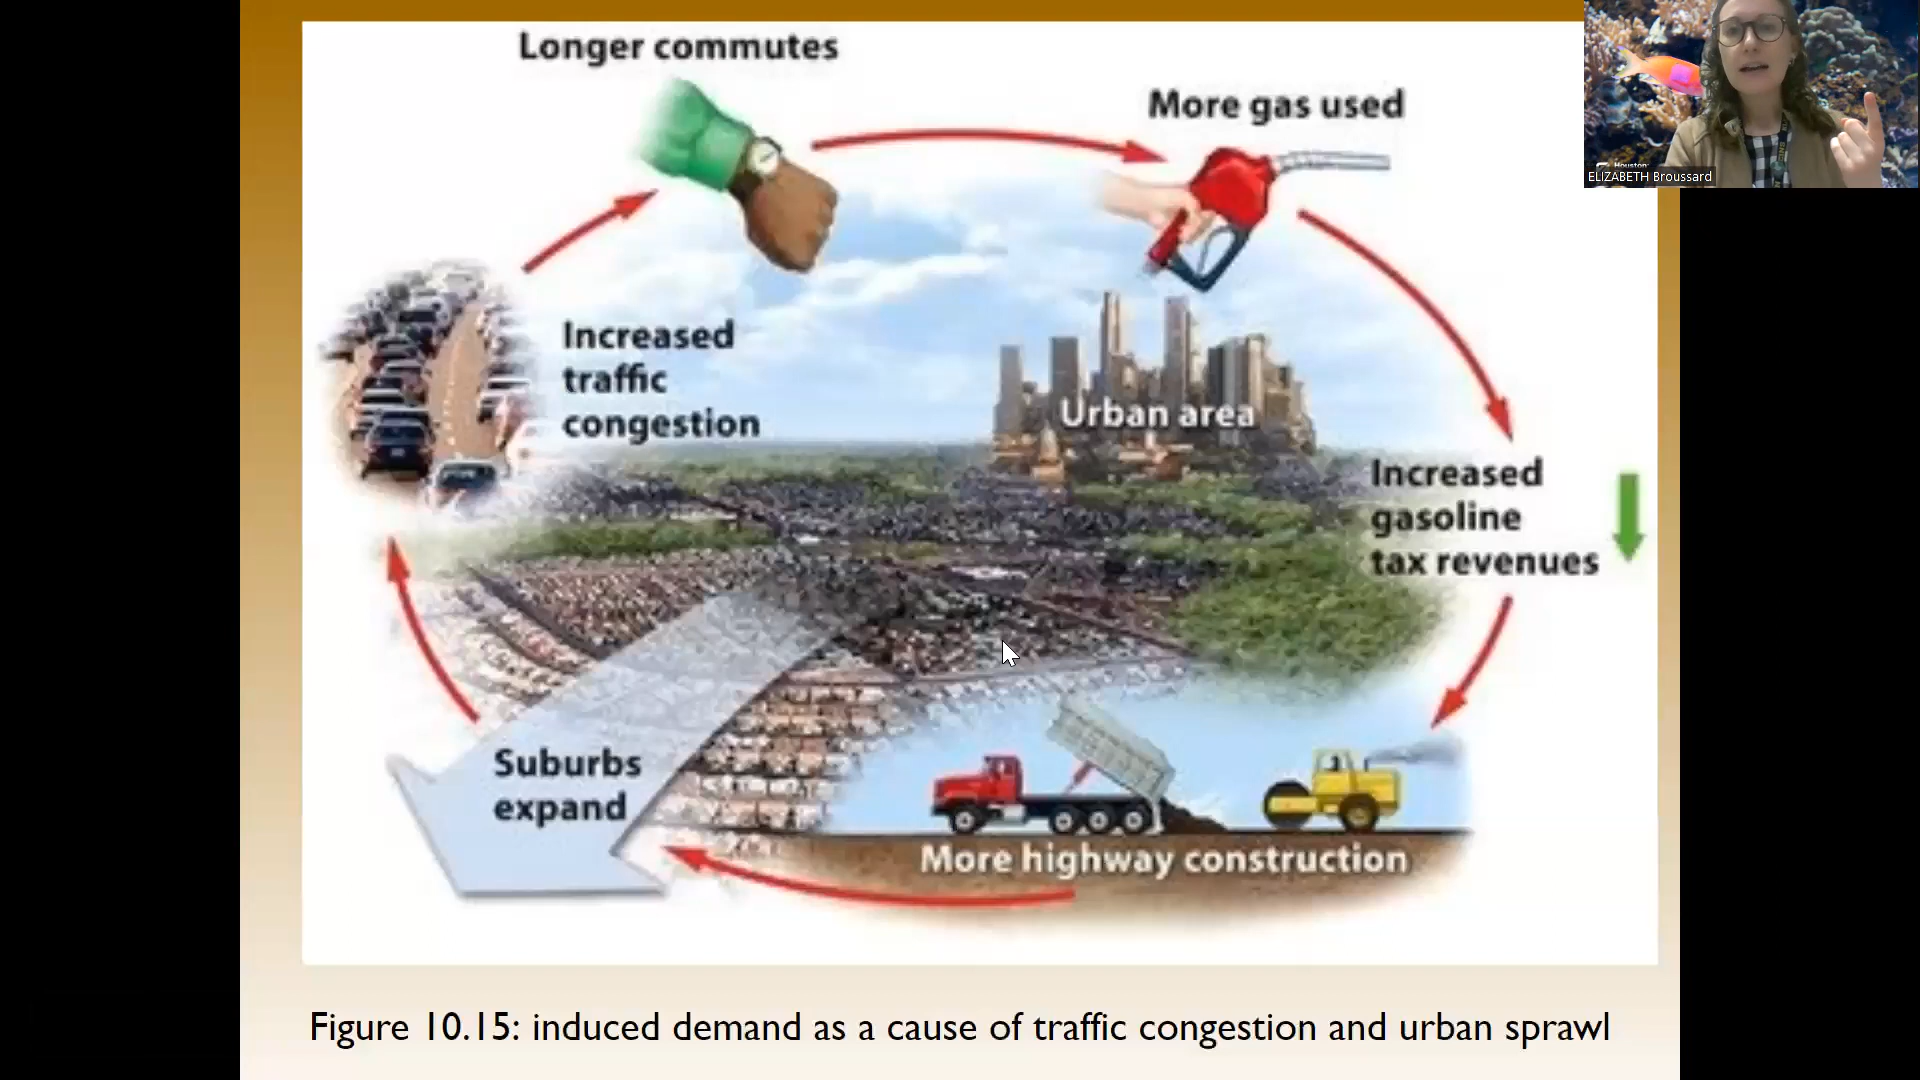 Longer commutes
More gas used
Houston
ELIZABETH Broussard
Increased
traffic
congestion
Urban area
Increased
gasoline
tax revenues
Suburbs
expand
More highway construction
Figure 10.15: induced demand as a cause of traffic congestion and urban sprawl